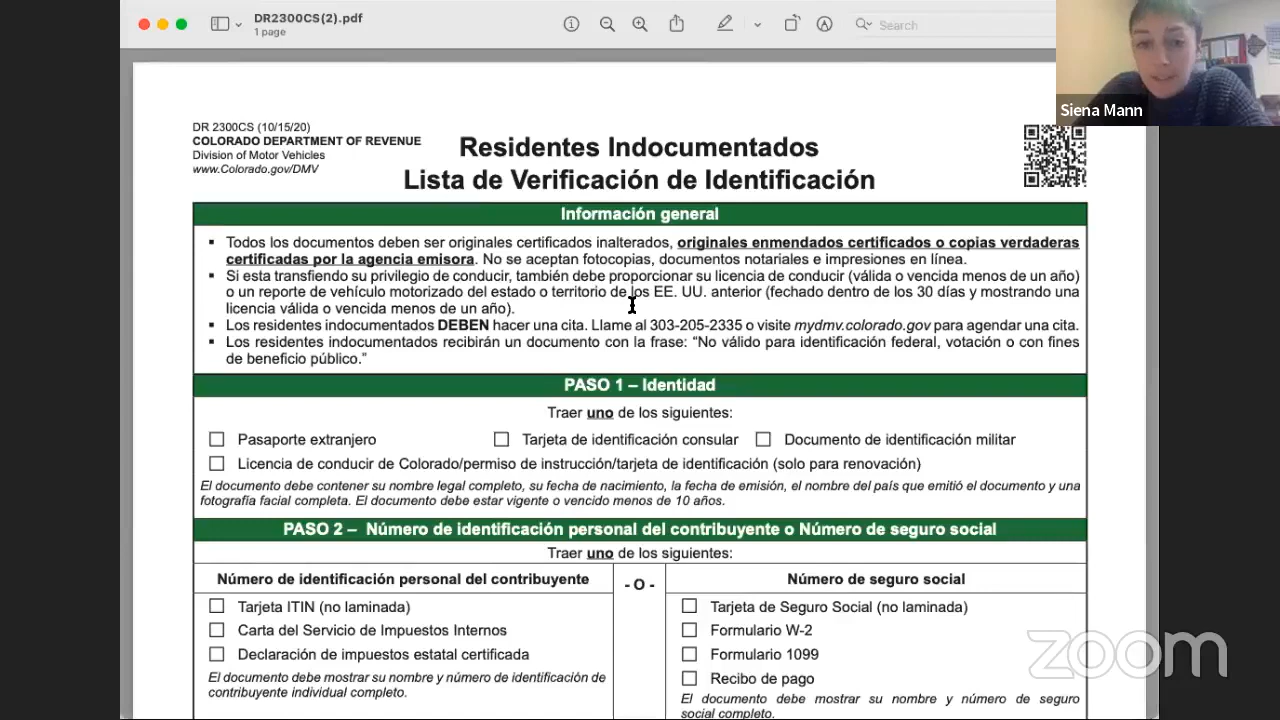 DR2300CS(2).pdf
1 page
Search
Siena Mann
DR 2300CS (10/15/20)
COLORADO DEPARTMENT OF REVENUE
Division of Motor Vehicles
www.Colorado.gov/DMV
Residentes Indocumentados
Lista de Verificación de Identificación
Información general
▪ Todos los documentos deben ser originales certificados inalterados, originales enmendados certificados o copias verdaderas
certificadas por la agencia emisora. No se aceptan fotocopias, documentos notariales e impresiones en línea.
▪ Si esta transfiendo su privilegio de conducir, también debe proporcionar su licencia de conducir (válida o vencida menos de un año)
o un reporte de vehículo motorizado del estado o territorio de los EE. UU. anterior (fechado dentro de los 30 días y mostrando una
licencia válida o vencida menos de un año).
▪ Los residentes indocumentados DEBEN hacer una cita. Llame al 303-205-2335 o visite mydmv.colorado.gov para agendar una cita.
▪ Los residentes indocumentados recibirán un documento con la frase: “No válido para identificación federal, votación o con fines
de beneficio público.”
PASO 1 – Identidad
Traer uno de los siguientes:
Pasaporte extranjero
Tarjeta de identificación consular
Documento de identificación militar
Licencia de conducir de Colorado/permiso de instrucción/tarjeta de identificación (solo para renovación)
El documento debe contener su nombre legal completo, su fecha de nacimiento, la fecha de emisión, el nombre del país que emitió el documento y una
fotografía facial completa. El documento debe estar vigente o vencido menos de 10 años.
PASO 2 – Número de identificación personal del contribuyente o Número de seguro social
Traer uno de los siguientes:
Número de identificación personal del contribuyente
Tarjeta ITIN (no laminada)
Carta del Servicio de Impuestos Internos
Declaración de impuestos estatal certificada
El documento debe mostrar su nombre y número de identificación de
contribuyente individual completo.
- O -
Número de seguro social
Tarjeta de Seguro Social (no laminada)
Formulario W-2
Formulario 1099
Recibo de pago
El documento debe mostrar su nombre y número de seguro
social completo.
zoom